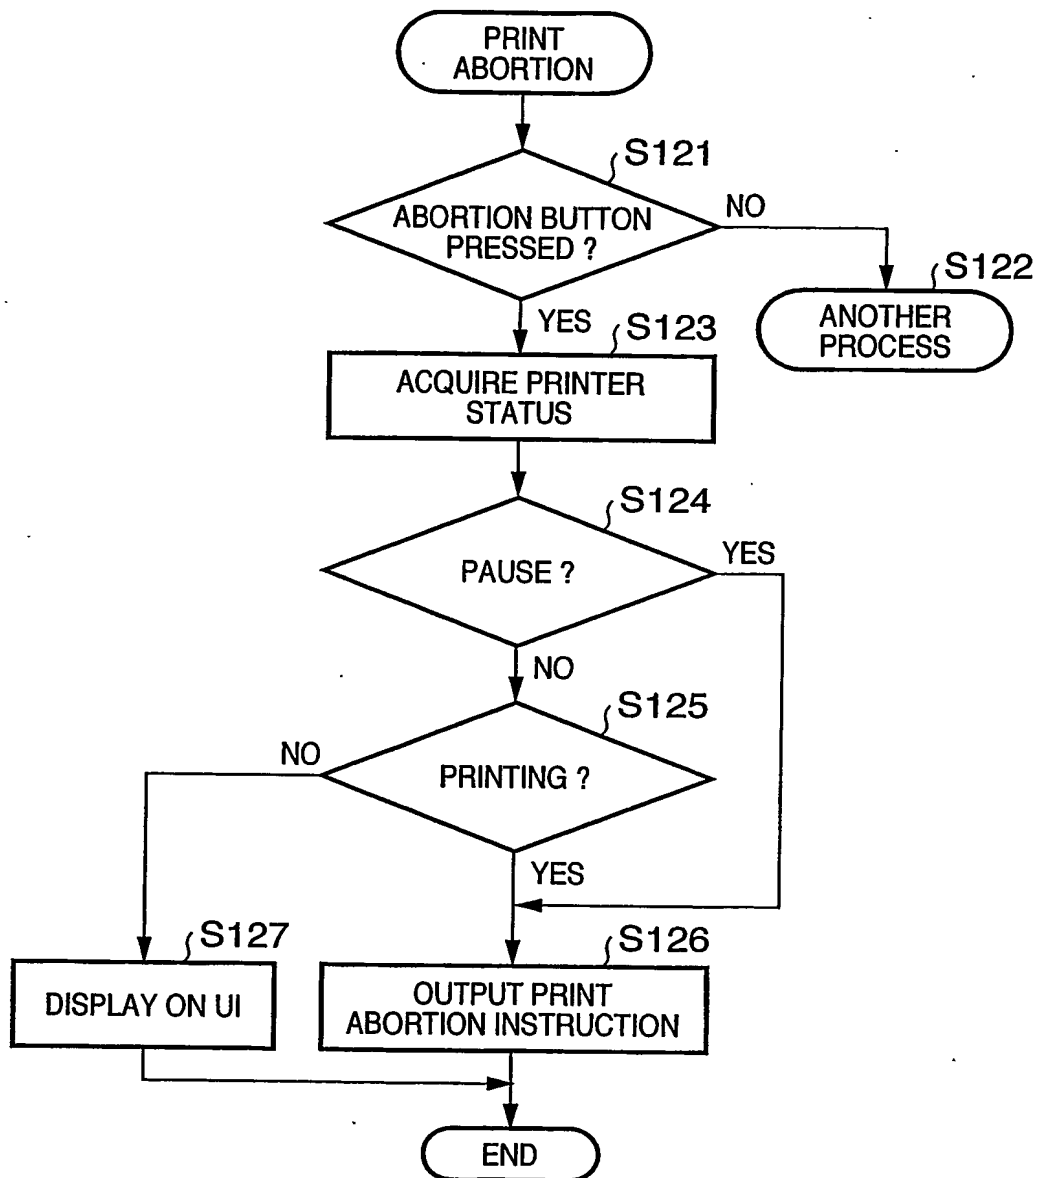 PRINT
ABORTION
S121
ABORTION BUTTON
PRESSED ?
NO
S122
ANOTHER
PROCESS
YES
S123
ACQUIRE PRINTER
STATUS
S124
PAUSE ?
YES
NO
S125
PRINTING ?
NO
YES
S127
DISPLAY ON UI
S126
OUTPUT PRINT
ABORTION INSTRUCTION
END